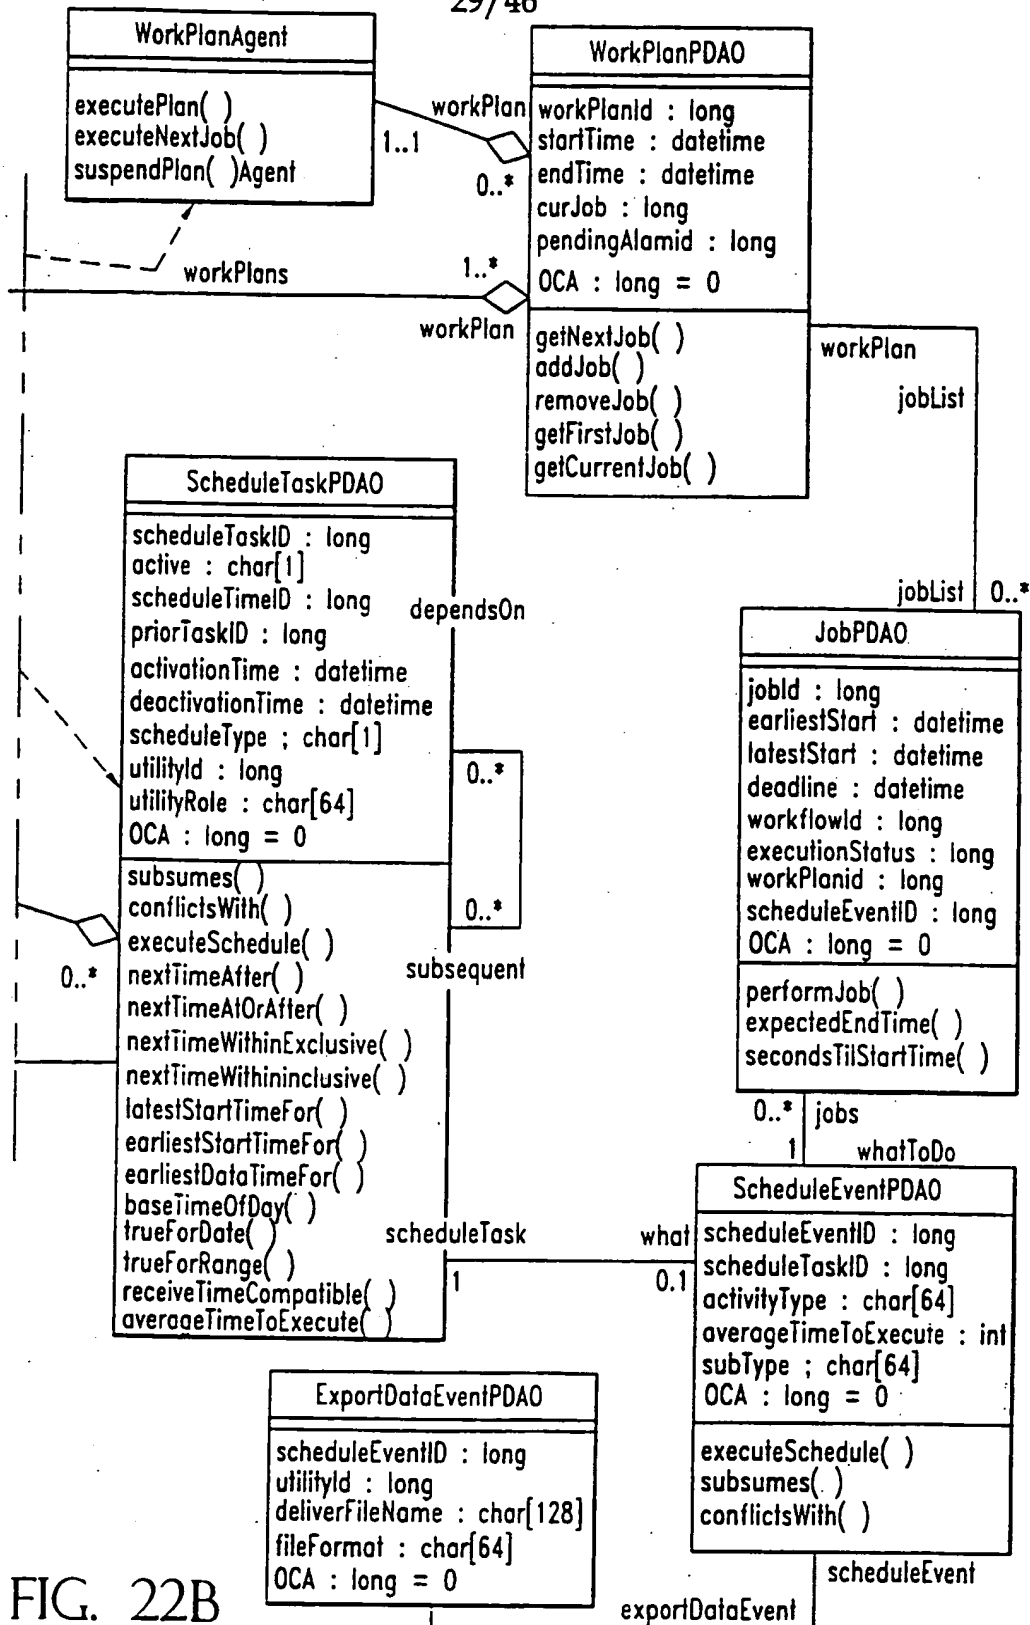 29/46
WorkPlanAgent
executePlan( )
executeNextJob( )
suspendPlan( )Agent
workPlan
1..1
0..*
WorkPlanPDAO
workPlanId : long
startTime : datetime
endTime : datetime
curJob : long
pendingAlamid : long
OCA : long = 0
getNextJob( )
addJob( )
removeJob( )
getFirstJob( )
getCurrentJob( )
workPlans
1..*
workPlan
workPlan
jobList
jobList
0..*
ScheduleTaskPDAO
scheduleTaskID : long
active : char[1]
scheduleTimeID : long
priorTaskID : long
activationTime : datetime
deactivationTime : datetime
scheduleType ; char[1]
utilityId : long
utilityRole : char[64]
OCA : long = 0
subsumes( )
conflictsWith( )
executeSchedule( )
nextTimeAfter( )
nextTimeAtOrAfter( )
nextTimeWithinExclusive( )
nextTimeWithininclusive( )
latestStartTimeFor( )
earliestStartTimeFor( )
earliestDataTimeFor( )
baseTimeOfDay( )
trueForDate( )
trueForRange( )
receiveTimeCompatible( )
averageTimeToExecute( )
dependsOn
0..*
0..*
subsequent
0..*
JobPDAO
jobId : long
earliestStart : datetime
latestStart : datetime
deadline : datetime
workflowId : long
executionStatus : long
workPlanid : long
scheduleEventID : long
OCA : long = 0
performJob( )
expectedEndTime( )
secondsTilStartTime( )
0..*
jobs
1
whatToDo
scheduleTask
1
what
0.1
ScheduleEventPDAO
scheduleEventID : long
scheduleTaskID : long
activityType : char[64]
averageTimeToExecute : int
subType ; char[64]
OCA : long = 0
executeSchedule( )
subsumes( )
conflictsWith( )
ExportDataEventPDAO
scheduleEventID : long
utilityId : long
deliverFileName : char[128]
fileFormat : char[64]
OCA : long = 0
scheduleEvent
exportDataEvent
FIG. 22B